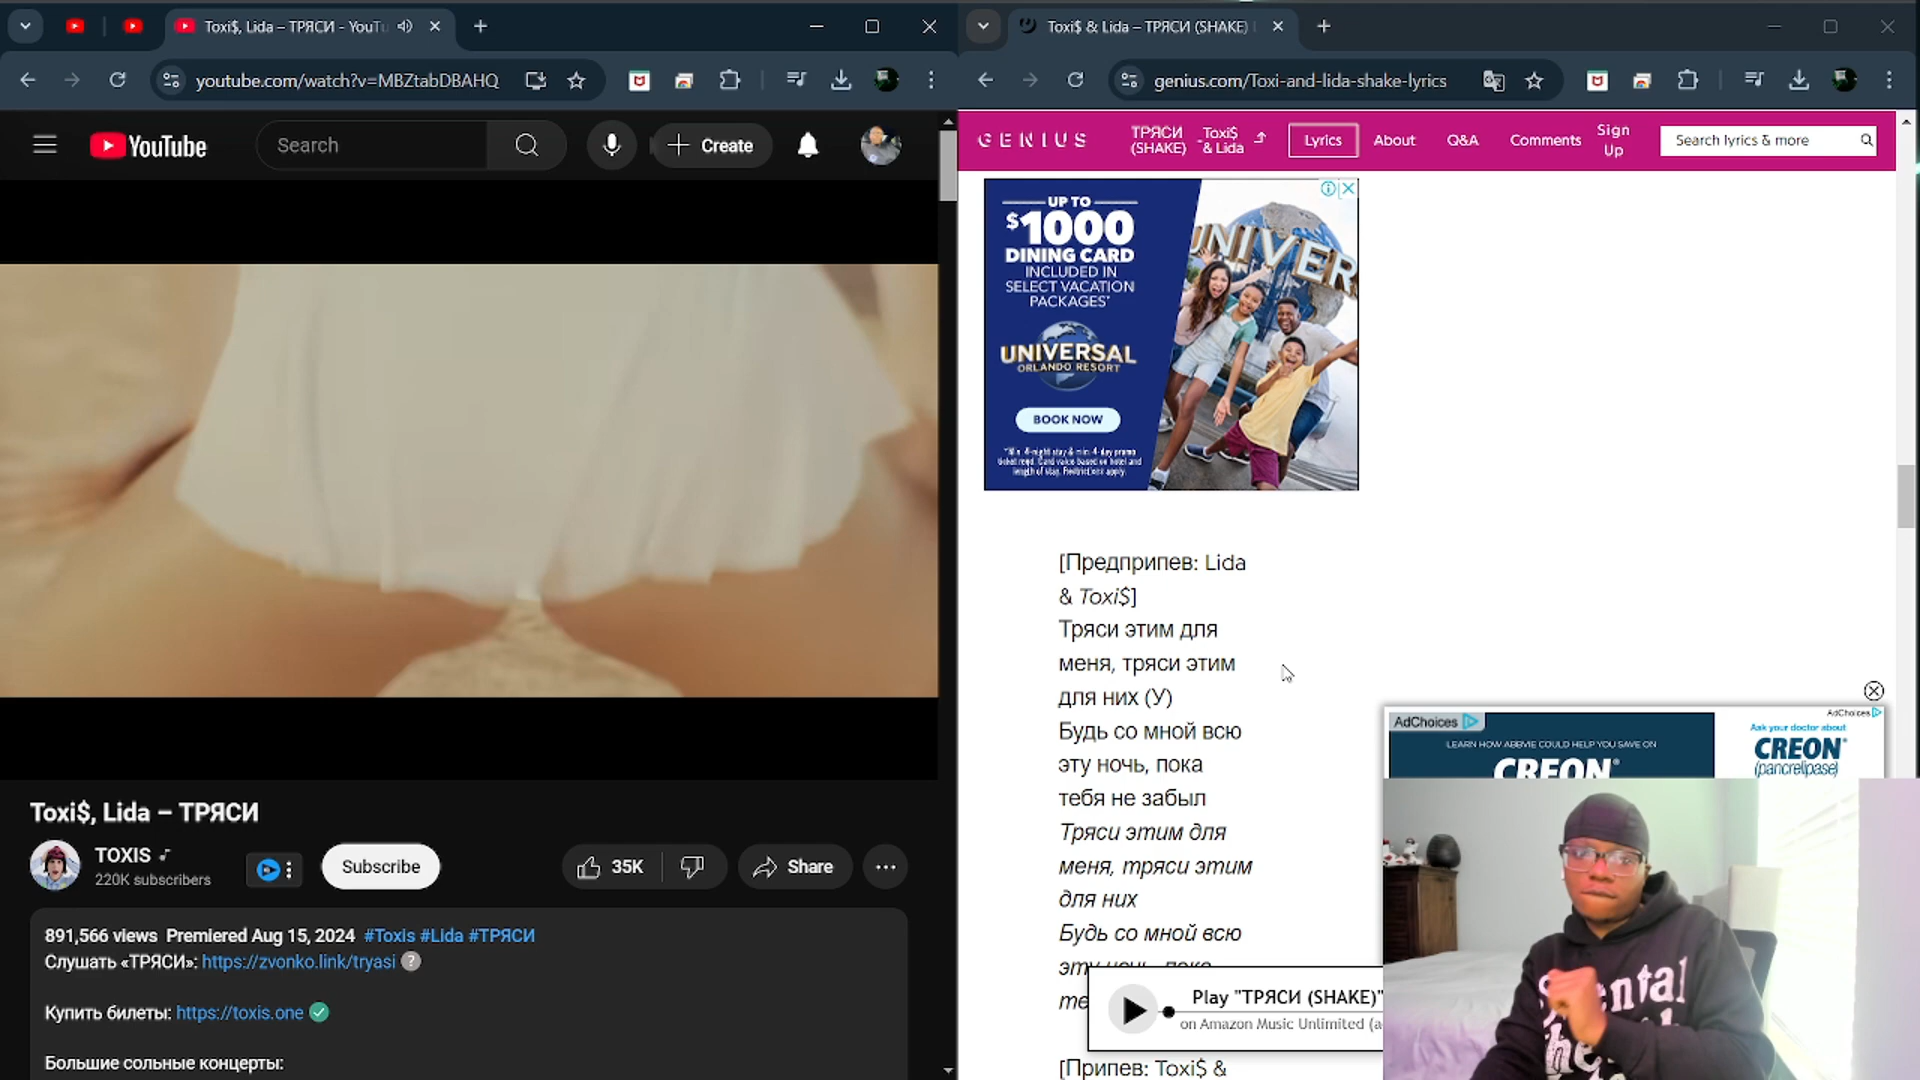 Toxi$, Lida – ТРЯСИ - YouTu
youtube.com/watch?v=MBZtabDBAHQ
YouTube
Search
Create
Toxi$, Lida – ТРЯСИ
TOXIS
220K subscribers
Subscribe
35K
Share
891,566 views Premiered Aug 15, 2024 #Toxis #Lida #ТРЯСИ
Слушать «ТРЯСИ»: https://zvonko.link/tryasi ?
Купить билеты: https://toxis.one
Большие сольные концерты:
Toxi$ & Lida – ТРЯСИ (SHAKE)
genius.com/Toxi-and-lida-shake-lyrics
GENIUS
ТРЯСИ (SHAKE) - Toxi$ & Lida
Lyrics
About
Q&A
Comments
Sign Up
Search lyrics & more
UP TO
$1000
DINING CARD
INCLUDED IN
SELECT VACATION
PACKAGES*
UNIVERSAL
ORLANDO RESORT
BOOK NOW
UNIVER
[Предприпев: Lida
& Toxi$]
Тряси этим для
меня, тряси этим
для них (У)
Будь со мной всю
эту ночь, пока
тебя не забыл
Тряси этим для
меня, тряси этим
для них
Будь со мной всю
эту ночь, пока
те
Play "ТРЯСИ (SHAKE)"
on Amazon Music Unlimited (a
[Припев: Toxi$ &
AdChoices
AdChoices
LEARN HOW ABBVIE COULD HELP YOU SAVE ON
CREON
Ask your doctor about
CREON
(pancrelipase)